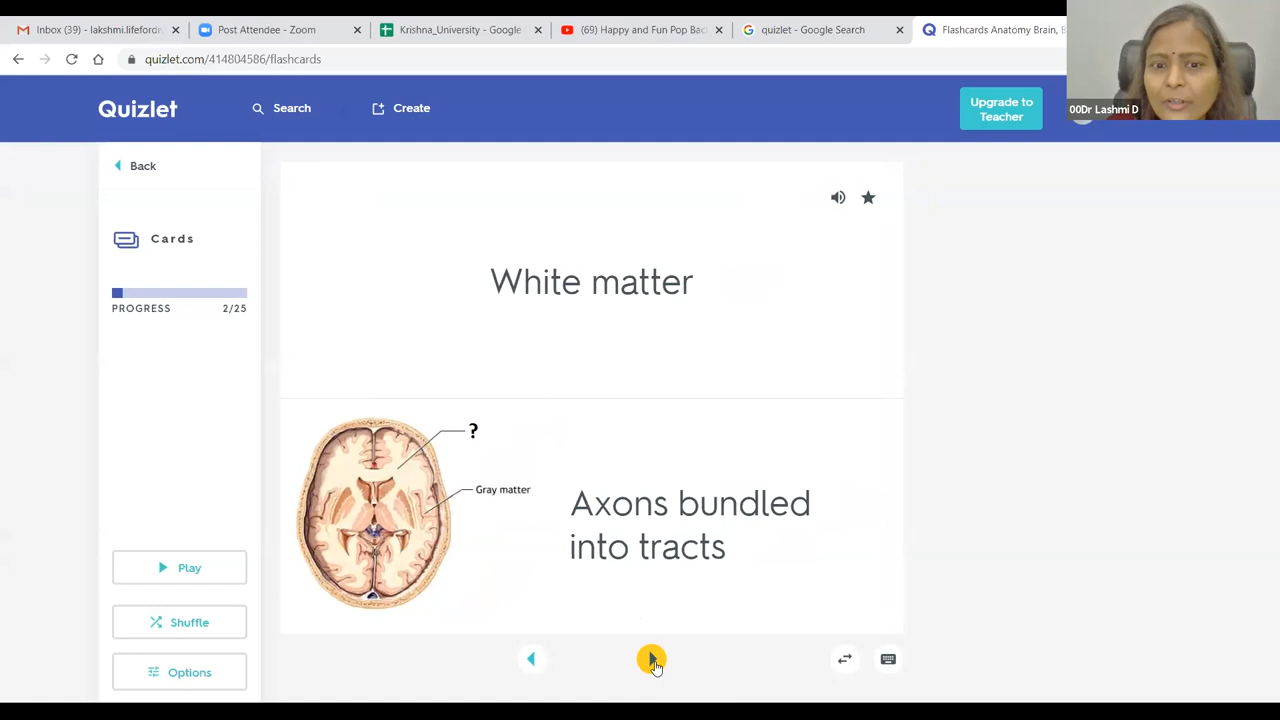 Inbox (39) - lakshmi.lifeford
Post Attendee - Zoom
Krishna_University - Google
(69) Happy and Fun Pop Bac
quizlet - Google Search
Flashcards Anatomy Brain, B
quizlet.com/414804586/flashcards
00Dr Lashmi D
Quizlet
Search
Create
Upgrade to
Teacher
Back
Cards
PROGRESS 2/25
Play
Shuffle
Options
White matter
?
Gray matter
Axons bundled
into tracts